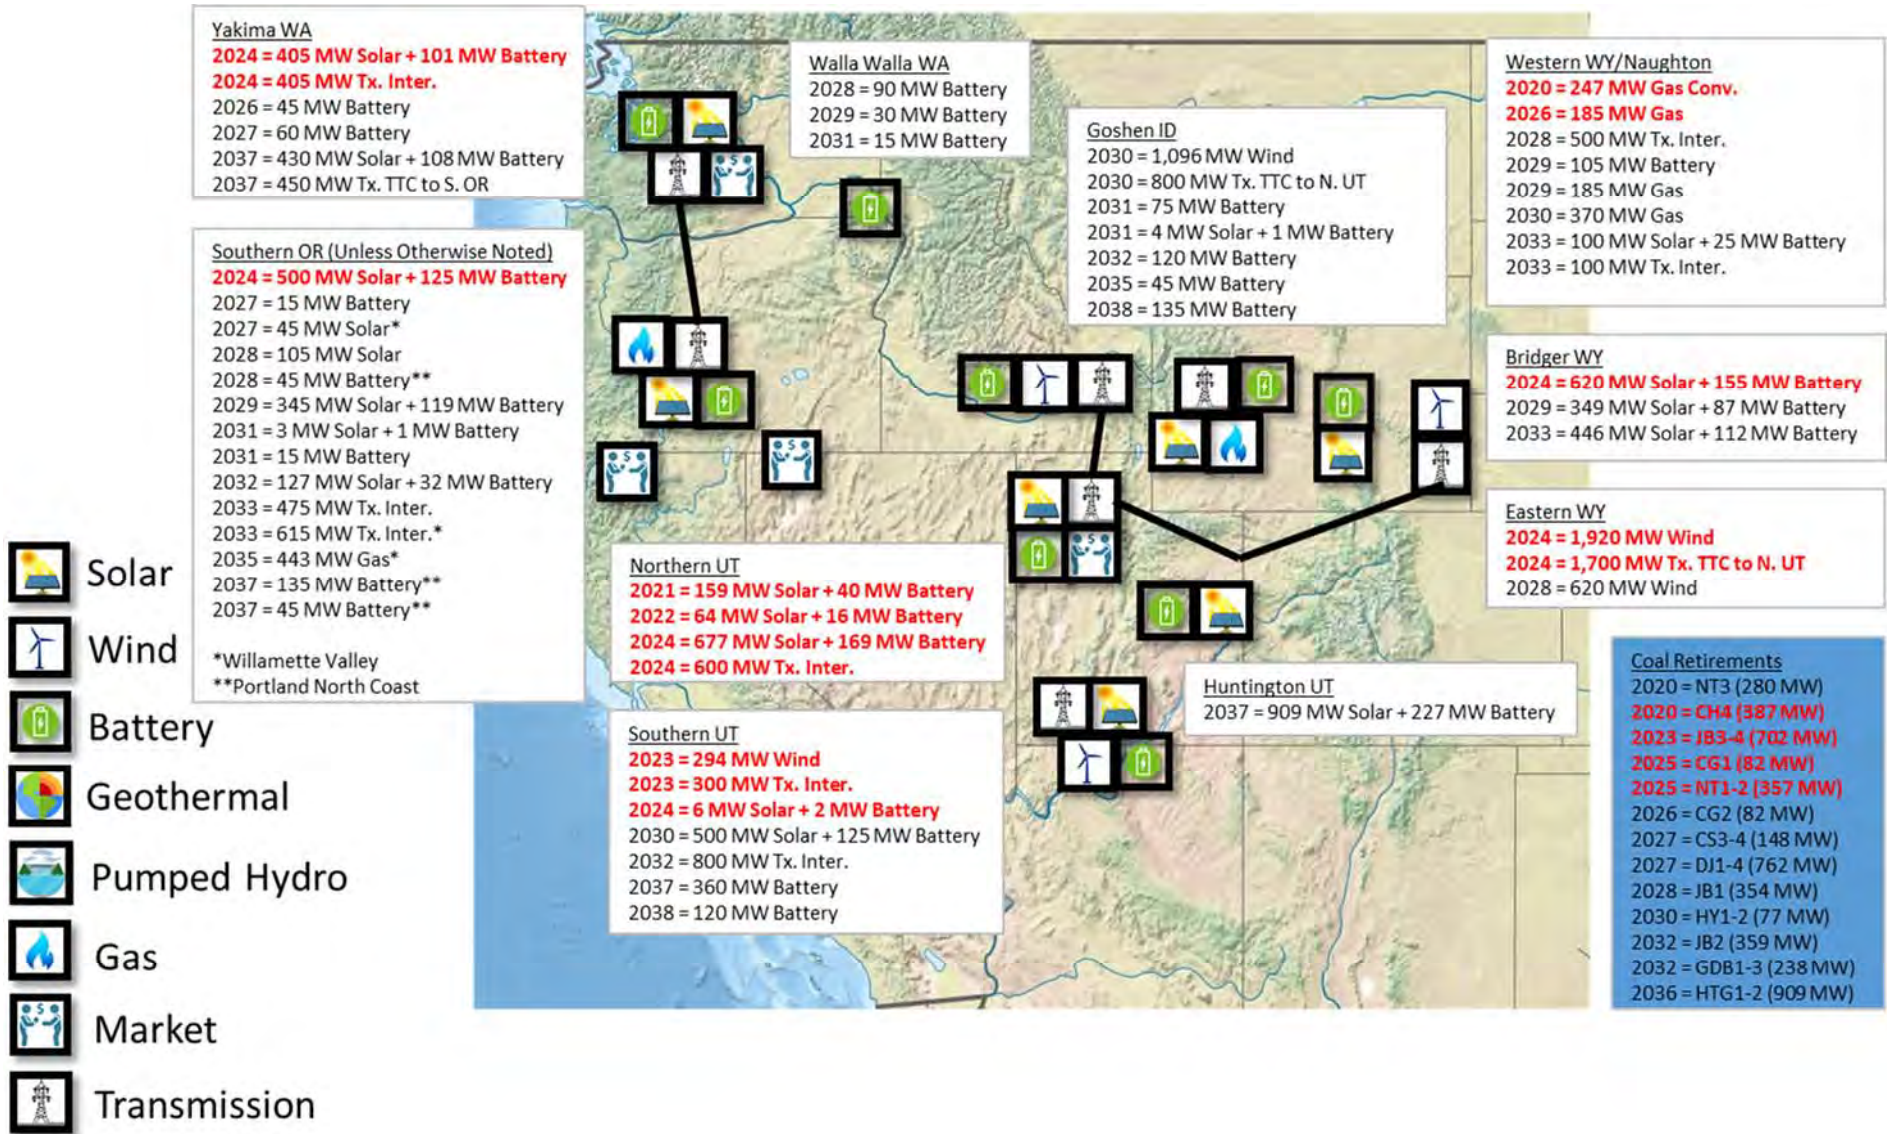 Yakima WA
2024 = 405 MW Solar + 101 MW Battery
2024 = 405 MW Tx. Inter.
2026 = 45 MW Battery
2027 = 60 MW Battery
2037 = 430 MW Solar + 108 MW Battery
2037 = 450 MW Tx. TTC to S. OR
Walla Walla WA
2028 = 90 MW Battery
2029 = 30 MW Battery
2031 = 15 MW Battery
Goshen ID
2030 = 1,096 MW Wind
2030 = 800 MW Tx. TTC to N. UT
2031 = 75 MW Battery
2031 = 4 MW Solar + 1 MW Battery
2032 = 120 MW Battery
2035 = 45 MW Battery
2038 = 135 MW Battery
Western WY/Naughton
2020 = 247 MW Gas Conv.
2026 = 185 MW Gas
2028 = 500 MW Tx. Inter.
2029 = 105 MW Battery
2029 = 185 MW Gas
2030 = 370 MW Gas
2033 = 100 MW Solar + 25 MW Battery
2033 = 100 MW Tx. Inter.
Southern OR (Unless Otherwise Noted)
2024 = 500 MW Solar + 125 MW Battery
2027 = 15 MW Battery
2027 = 45 MW Solar*
2028 = 105 MW Solar
2028 = 45 MW Battery**
2029 = 345 MW Solar + 119 MW Battery
2031 = 3 MW Solar + 1 MW Battery
2031 = 15 MW Battery
2032 = 127 MW Solar + 32 MW Battery
2033 = 475 MW Tx. Inter.
2033 = 615 MW Tx. Inter.*
2035 = 443 MW Gas*
2037 = 135 MW Battery**
2037 = 45 MW Battery**
*Willamette Valley
**Portland North Coast
Bridger WY
2024 = 620 MW Solar + 155 MW Battery
2029 = 349 MW Solar + 87 MW Battery
2033 = 446 MW Solar + 112 MW Battery
Eastern WY
2024 = 1,920 MW Wind
2024 = 1,700 MW Tx. TTC to N. UT
2028 = 620 MW Wind
Northern UT
2021 = 159 MW Solar + 40 MW Battery
2022 = 64 MW Solar + 16 MW Battery
2024 = 677 MW Solar + 169 MW Battery
2024 = 600 MW Tx. Inter.
Huntington UT
2037 = 909 MW Solar + 227 MW Battery
Southern UT
2023 = 294 MW Wind
2023 = 300 MW Tx. Inter.
2024 = 6 MW Solar + 2 MW Battery
2030 = 500 MW Solar + 125 MW Battery
2032 = 800 MW Tx. Inter.
2037 = 360 MW Battery
2038 = 120 MW Battery
Coal Retirements
2020 = NT3 (280 MW)
2020 = CH4 (387 MW)
2023 = JB3-4 (702 MW)
2025 = CG1 (82 MW)
2025 = NT1-2 (357 MW)
2026 = CG2 (82 MW)
2027 = CS3-4 (148 MW)
2027 = DJ1-4 (762 MW)
2028 = JB1 (354 MW)
2030 = HY1-2 (77 MW)
2032 = JB2 (359 MW)
2032 = GDB1-3 (238 MW)
2036 = HTG1-2 (909 MW)
Solar
Wind
Battery
Geothermal
Pumped Hydro
Gas
Market
Transmission